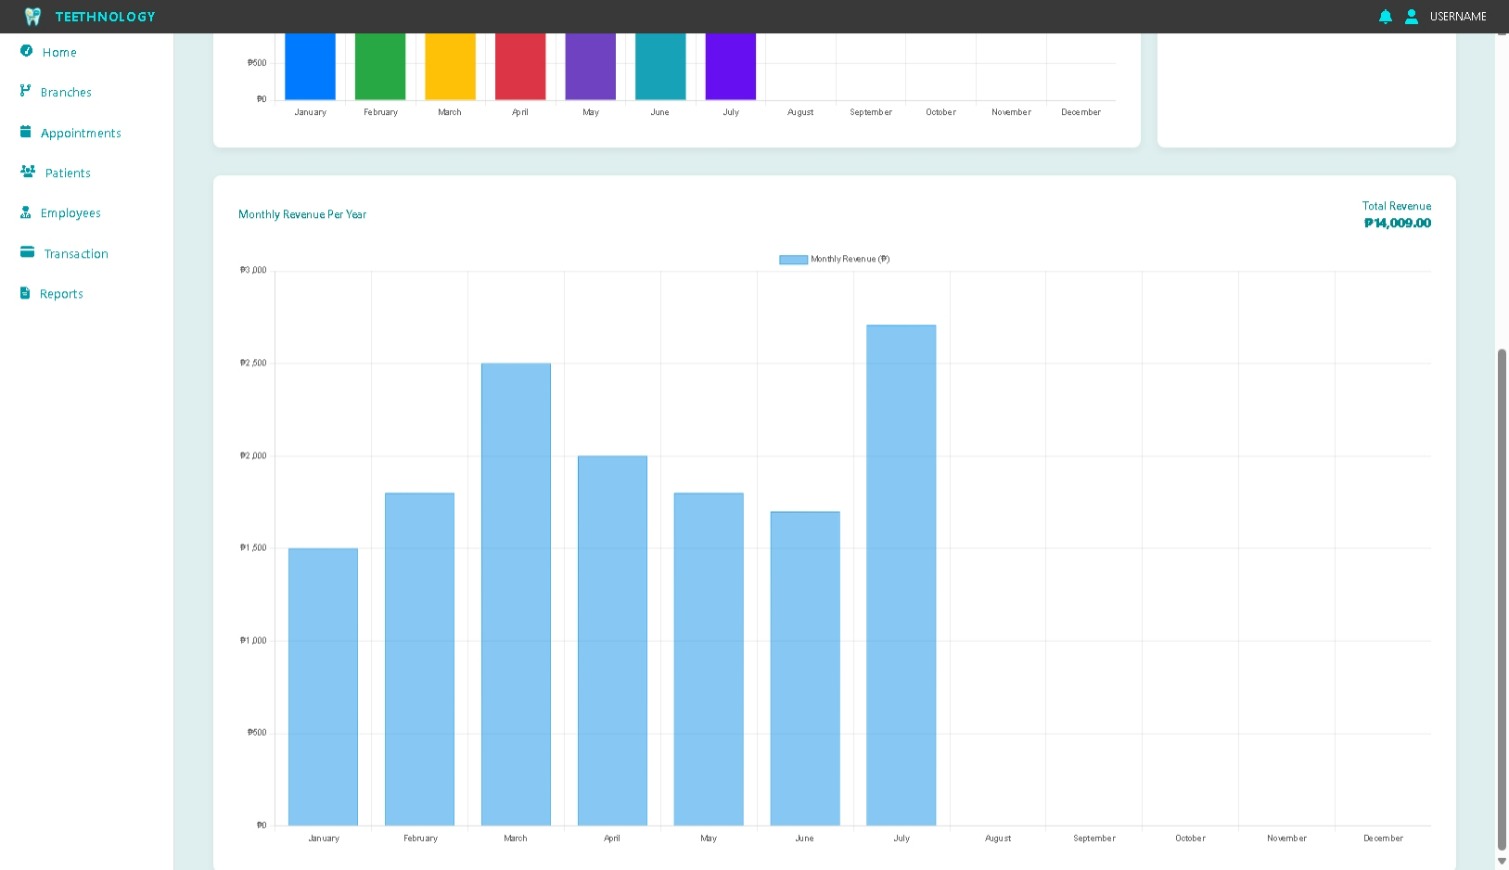 TEETHNOLOGY
USERNAME
Home
Branches
Appointments
Patients
Employees
Transaction
Reports
₱500
₱0
January February March April May June July August September October November December
Monthly Revenue Per Year
Total Revenue
₱14,009.00
Monthly Revenue (₱)
₱3,000
₱2,500
₱2,000
₱1,500
₱1,000
₱500
₱0
January February March April May June July August September October November December